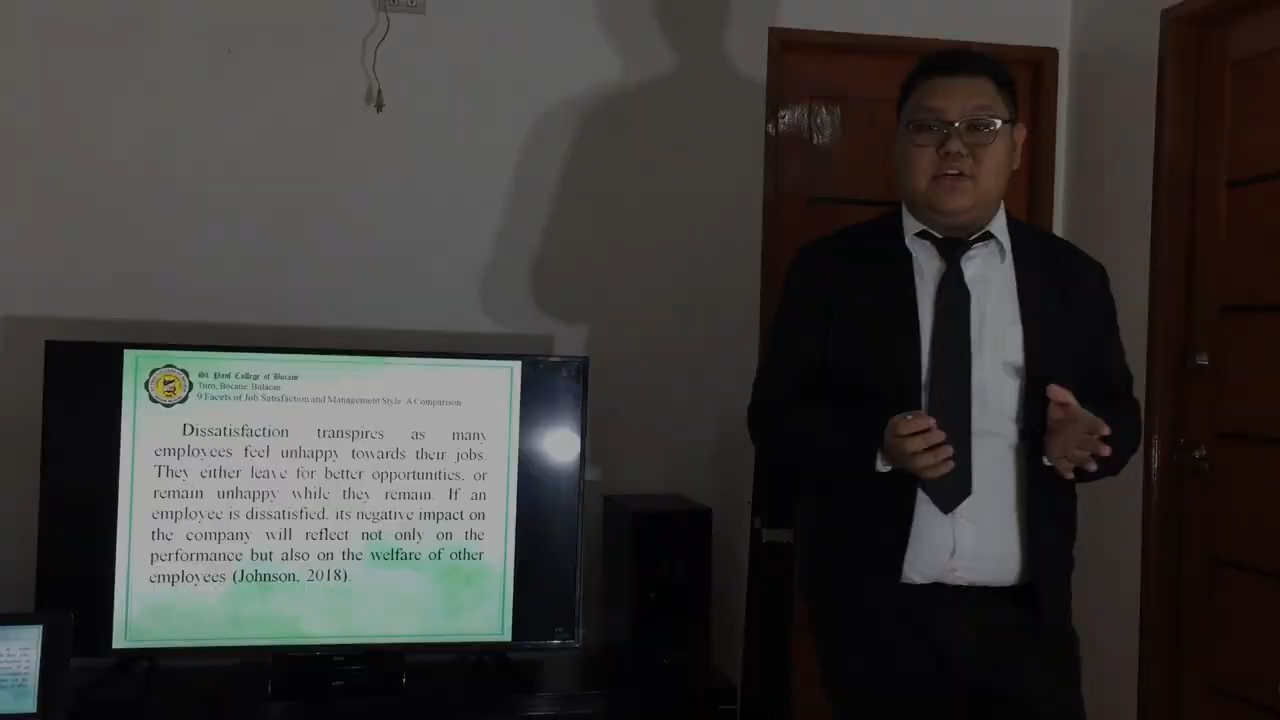 St. Paul College of Bocaue
Turo, Bocaue, Bulacan
9 Facets of Job Satisfaction and Management Style: A Comparison
Dissatisfaction transpires as many
employees feel unhappy towards their jobs.
They either leave for better opportunities, or
remain unhappy while they remain. If an
employee is dissatisfied, its negative impact on
the company will reflect not only on the
performance but also on the welfare of other
employees (Johnson, 2018).